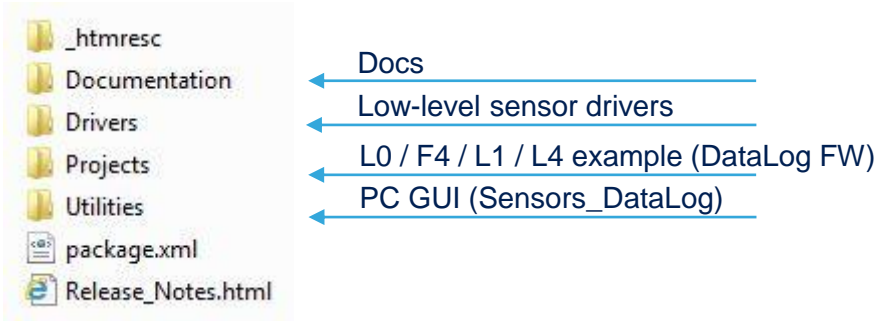 _htmresc
Documentation
Docs
Drivers
Low-level sensor drivers
Projects
L0 / F4 / L1 / L4 example (DataLog FW)
Utilities
PC GUI (Sensors_DataLog)
package.xml
Release_Notes.html